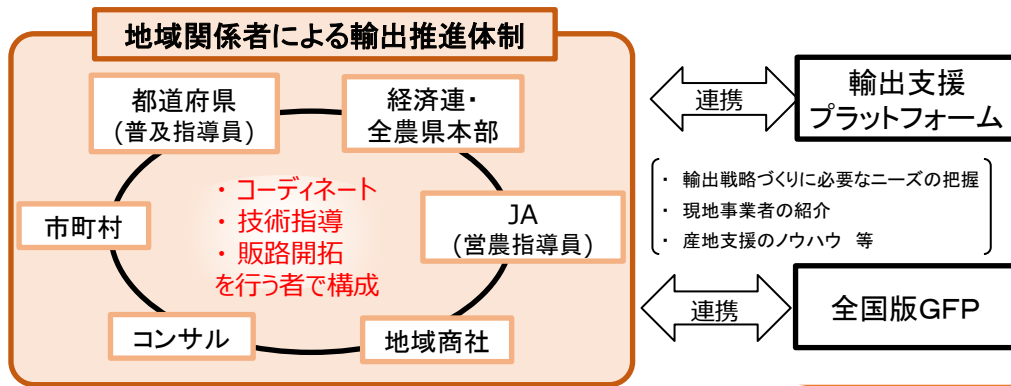 地域関係者による輸出推進体制
都道府県
(普及指導員)
経済連・
全農県本部
市町村
・ コーディネート
・ 技術指導
・ 販路開拓
を行う者で構成
JA
(営農指導員)
コンサル
地域商社
連携
輸出支援
プラットフォーム
・ 輸出戦略づくりに必要なニーズの把握
・ 現地事業者の紹介
・ 産地支援のノウハウ 等
連携
全国版GFP